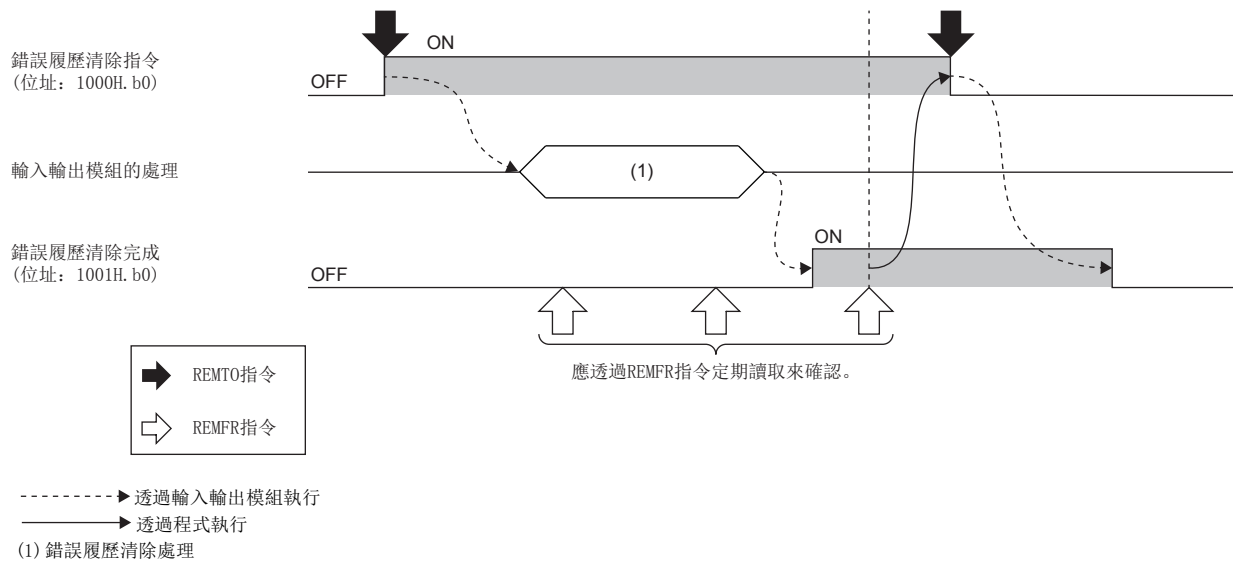 ON
錯誤履歷清除指令
(位址: 1000H.b0)
OFF
輸入輸出模組的處理
(1)
ON
錯誤履歷清除完成
(位址: 1001H.b0)
OFF
應透過REMFR指令定期讀取來確認。
REMTO指令
REMFR指令
透過輸入輸出模組執行
透過程式執行
(1) 錯誤履歷清除處理